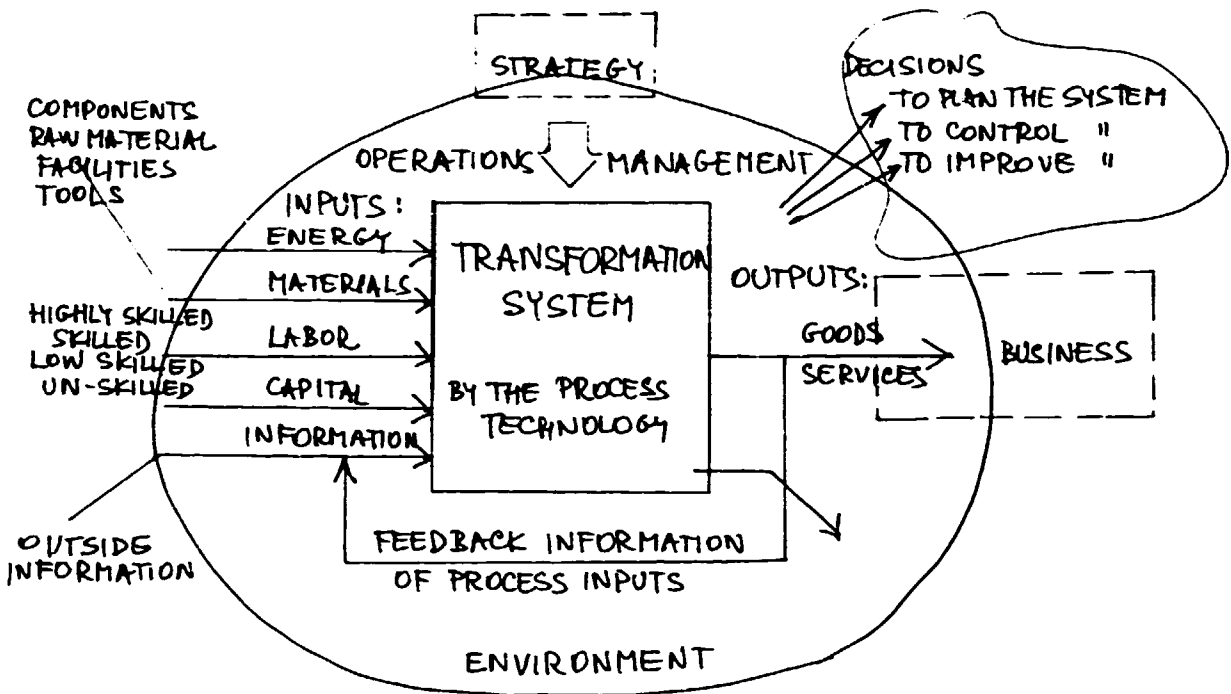 STRATEGY
DECISIONS
TO PLAN THE SYSTEM
TO CONTROL "
TO IMPROVE "
COMPONENTS
RAW MATERIAL
FACILITIES
TOOLS
OPERATIONS MANAGEMENT
INPUTS:
ENERGY
MATERIALS
LABOR
CAPITAL
INFORMATION
HIGHLY SKILLED
SKILLED
LOW SKILLED
UN-SKILLED
TRANSFORMATION
SYSTEM
BY THE PROCESS
TECHNOLOGY
OUTPUTS:
GOODS
SERVICES
BUSINESS
OUTSIDE
INFORMATION
FEEDBACK INFORMATION
OF PROCESS INPUTS
ENVIRONMENT